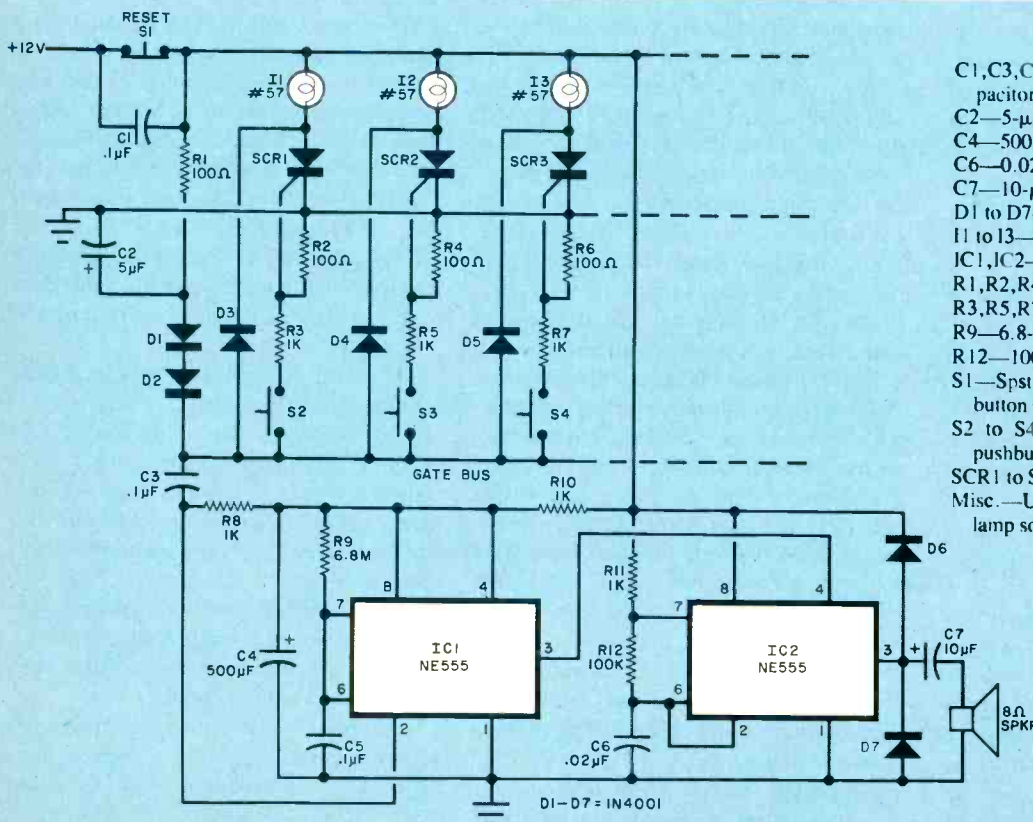 RESET
S1
+12V
I1
#57
I2
#57
I3
#57
C1
.1µF
R1
100Ω
SCR1
SCR2
SCR3
C2
5µF
+
R2
100Ω
R4
100Ω
R6
100Ω
D1
D2
D3
D4
D5
R3
1K
R5
1K
R7
1K
S2
S3
S4
GATE BUS
C3
.1µF
R8
1K
R10
1K
R9
6.8M
R11
1K
D6
7
8
4
7
8
4
C4
500µF
+
IC1
NE555
3
R12
100K
IC2
NE555
3
+
C7
10µF
6
2
1
6
2
1
C5
.1µF
C6
.02µF
D7
8Ω
SPKR
D1-D7=1N4001
C1,C3,C
pacitor
C2—5-µ
C4—500
C6—0.02
C7—10-µ
D1 to D7
I1 to I3—
IC1,IC2—
R1,R2,R4
R3,R5,R
R9—6.8-
R12—100
S1—Spst
button
S2 to S4
pushbu
SCR1 to S
Misc.—U
lamp so